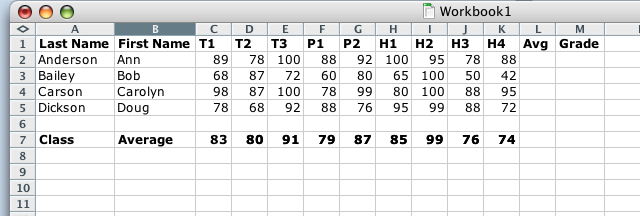 Workbook1
A B C D E F G H I J K L M
1 Last Name First Name T1 T2 T3 P1 P2 H1 H2 H3 H4 Avg Grade
2 Anderson Ann 89 78 100 88 92 100 95 78 88
3 Bailey Bob 68 87 72 60 80 65 100 50 42
4 Carson Carolyn 98 87 100 78 99 80 100 88 95
5 Dickson Doug 78 68 92 88 76 95 99 88 72
6
7 Class Average 83 80 91 79 87 85 99 76 74
8
9
10
11